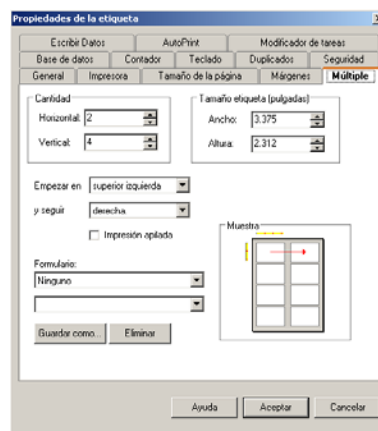 Propiedades de la etiqueta
Escribir Datos AutoPrint Modificador de tareas
Base de datos Contador Teclado Duplicados Seguridad
General Impresora Tamaño de la página Márgenes Múltiple
Cantidad
Horizontal: 2
Vertical: 4
Tamaño etiqueta (pulgadas)
Ancho: 3.375
Altura: 2.312
Empezar en superior izquierda
y seguir derecha
Impresión apilada
Muestra
Formulario:
Ninguno
Guardar como... Eliminar
Ayuda Aceptar Cancelar